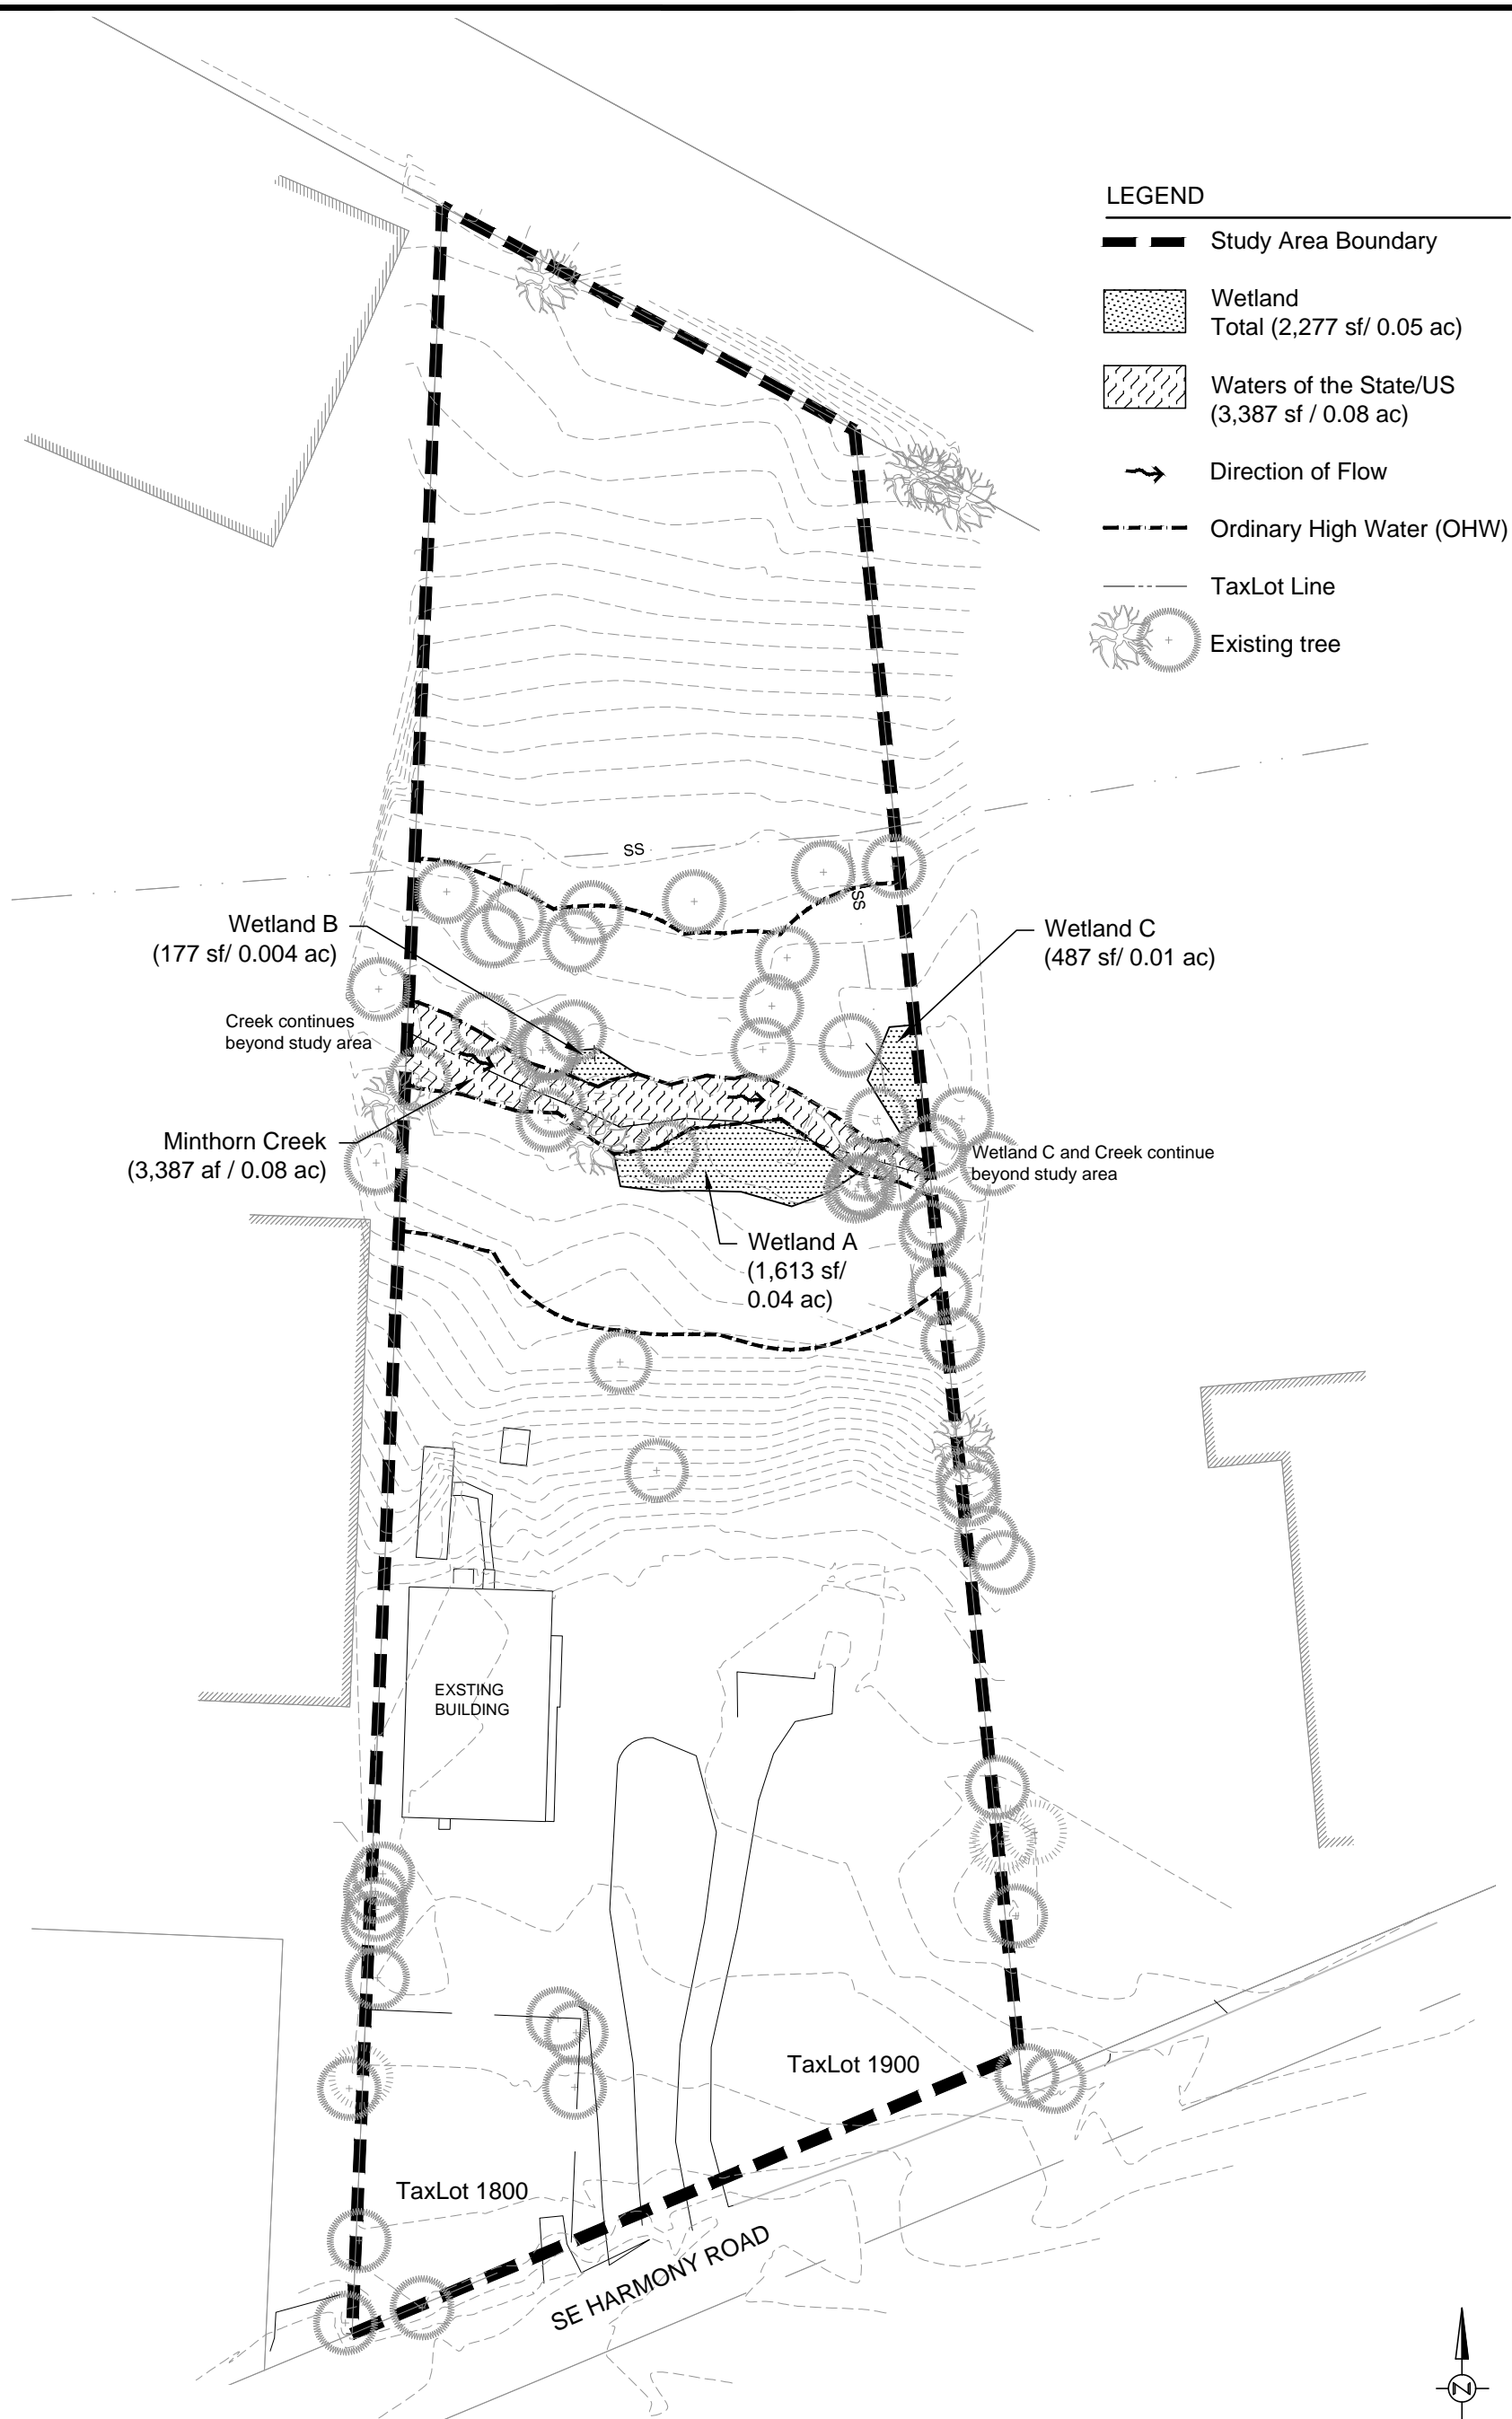 LEGEND
Study Area Boundary
Wetland
Total (2,277 sf/ 0.05 ac)
Waters of the State/US
(3,387 sf / 0.08 ac)
Direction of Flow
Ordinary High Water (OHW)
TaxLot Line
Existing tree
SS
SS
Wetland B
(177 sf/ 0.004 ac)
Wetland C
(487 sf/ 0.01 ac)
Creek continues
beyond study area
Minthorn Creek
(3,387 af / 0.08 ac)
Wetland C and Creek continue
beyond study area
Wetland A
(1,613 sf/
0.04 ac)
EXSTING
BUILDING
TaxLot 1900
TaxLot 1800
SE HARMONY ROAD
N